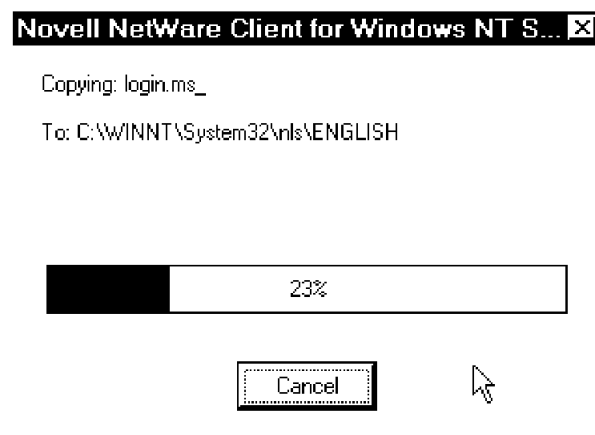 Novell NetWare Client for Windows NT S...
Copying: login.ms_
To: C:\WINNT\System32\nls\ENGLISH
23%
Cancel